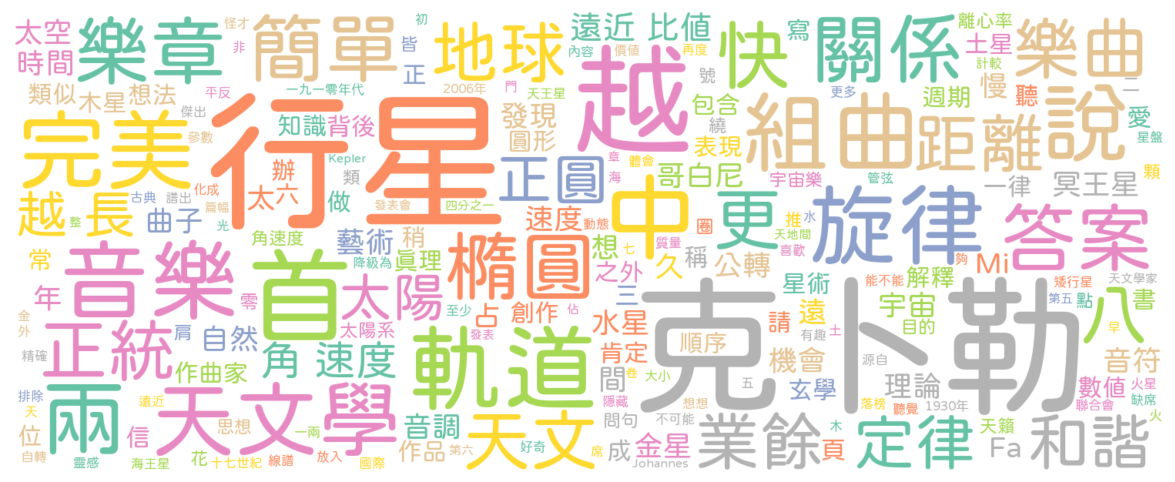 太空
樂章
簡單
地球
遠近
比值
快
寫
關係
離心率
土星
樂曲
時間
類似
木星
想法
一九一零年代
皆
初
径才
非
正
2006年
門
天王星
內容
價值
再度
號
更多
計較
慢
聽
二
平反
傑出
參數
知識
背後
發現
圓形
越
包含
繞
表現
週期
組曲
距離
說
愛
星盤
完美
行星
辦
Kepler
類
太
六
做
化成
古典
譜出
篇幅
整
光
發表會
四分之一
正圓
章
海
體會
哥白尼
宇宙樂
管弦
一律
冥王星
顆
越
長
曲子
中
更
推
水
天地間
喜歡
旋律
夠
答案
Mi
天文學家
常
音樂
首
角速度
藝術
降級為
稍
眞理
速度
動態
橢圓
想
七
之外
質量
久
稱
公轉
星術
能不能
解釋
矮行星
第五
點
書
年
零
太陽
太陽系
至少
占
創作
佔
發表
三
水星
遠
請
有趣
土
宇宙
目的
八
早
金
外
精確
正統
肩
自然
角
速度
軌道
肯定
間
卷
圈
順序
克卜勒
機會
源自
音符
數值
火星
聯合會
缺席
火
排除
天
位
自轉
兩
作曲家
天文學
信
思想
一兩
花
靈感
海王星
十七世紀
線譜
放入
國際
音調
作品
遠近
第六
天文
好奇
席
隱藏
大小
問句
成
金星
Johannes
想想
不可能
五
業餘
玄學
木
頁
理論
落榜
聽覺
1930年
定律
天籟
Fa
和諧